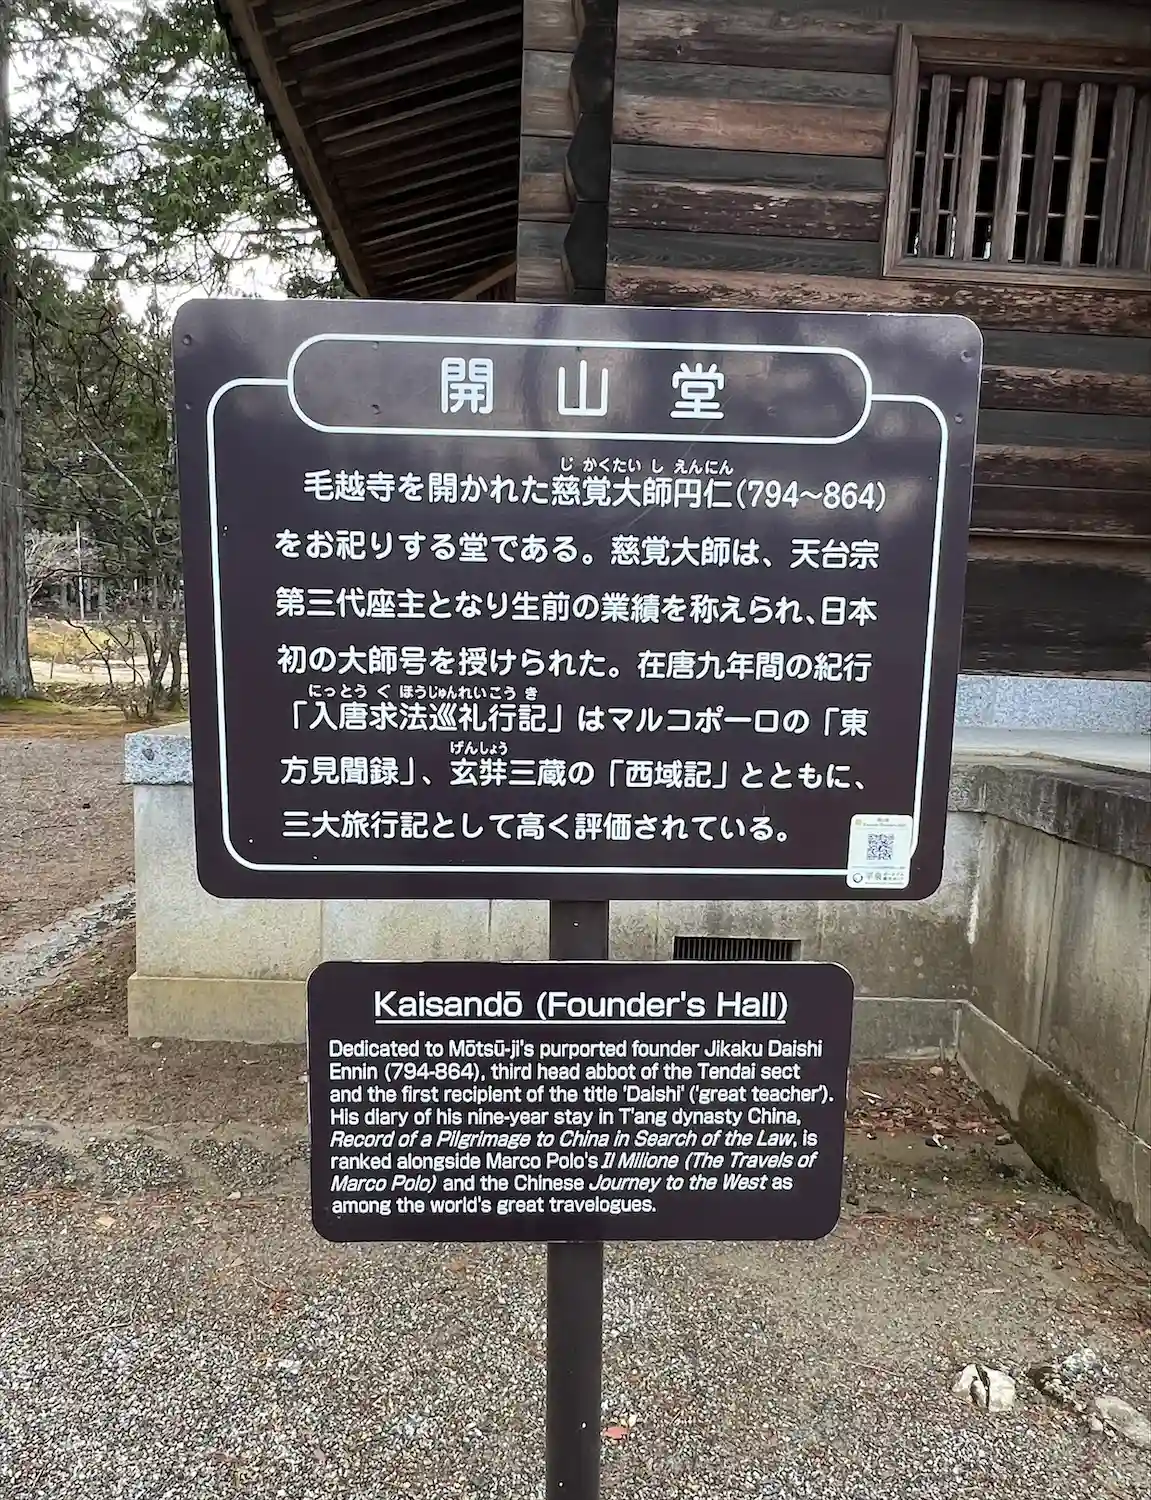 開山堂
じかくたいしえんにん
毛越寺を開かれた慈覚大師円仁(794~864)
をお祀りする堂である。慈覚大師は、天台宗
第三代座主となり生前の業績を称えられ、日本
初の大師号を授けられた。在唐九年間の紀行
にっとうぐほうじゅんれいこうき
「入唐求法巡礼行記」はマルコポーロの「東
げんしょう
方見聞録」、玄奘三蔵の「西域記」とともに、
三大旅行記として高く評価されている。
平泉
Kaisandō (Founder's Hall)
Dedicated to Mōtsū-ji's purported founder Jikaku Daishi
Ennin (794-864), third head abbot of the Tendai sect
and the first recipient of the title 'Daishi' ('great teacher').
His diary of his nine-year stay in T'ang dynasty China,
Record of a Pilgrimage to China in Search of the Law, is
ranked alongside Marco Polo's Il Milione (The Travels of
Marco Polo) and the Chinese Journey to the West as
among the world's great travelogues.